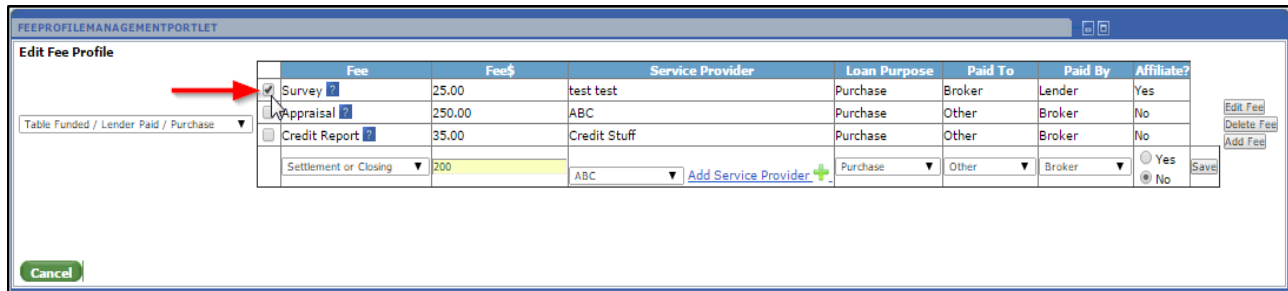 FEEPROFILEMANAGEMENTPORTLET
Edit Fee Profile
Fee Fee$ Service Provider Loan Purpose Paid To Paid By Affiliate?
Survey ? 25.00 test test Purchase Broker Lender Yes
Appraisal ? 250.00 ABC Purchase Other Broker No
Table Funded / Lender Paid / Purchase
Credit Report ? 35.00 Credit Stuff Purchase Other Broker No
Edit Fee
Delete Fee
Add Fee
Settlement or Closing 200 ABC Add Service Provider Purchase Other Broker Yes
No
Save
Cancel